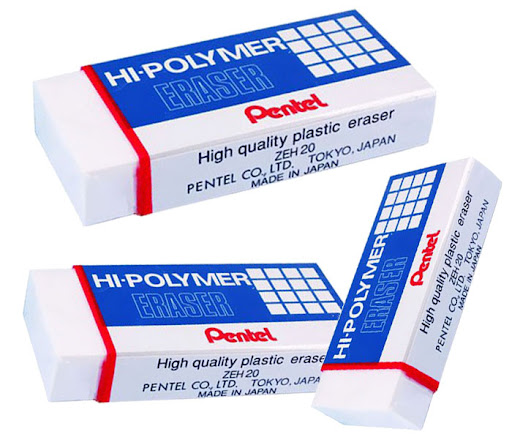 HI-POLYMER
ERASER
Pentel
High quality plastic eraser
ZEH 20
PENTEL CO., LTD. TOKYO, JAPAN
MADE IN JAPAN
HI-POLYMER
ERASER
Pentel
High quality plastic erase
ZEH 20
PENTEL CO., LTD. TOKYO, JAPAN
MADE IN JAPAN
HI-POLYMER
ERASER
Pentel
High quality plastic eraser
ZEH 20
PENTEL CO., LTD. TOKYO, JAPAN
MADE IN JAPAN